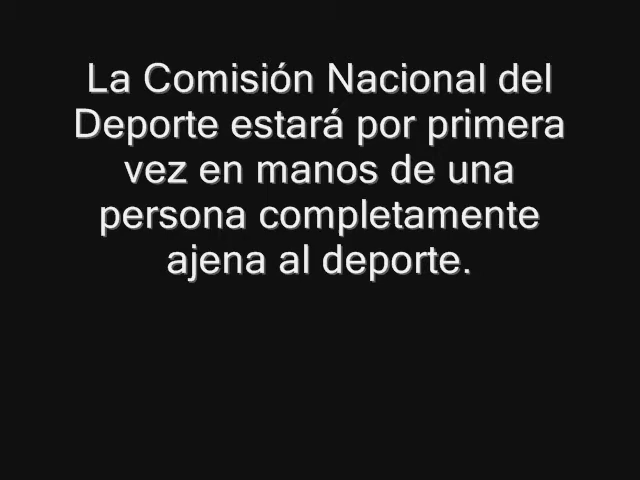 La Comisión Nacional del
Deporte estará por primera
vez en manos de una
persona completamente
ajena al deporte.